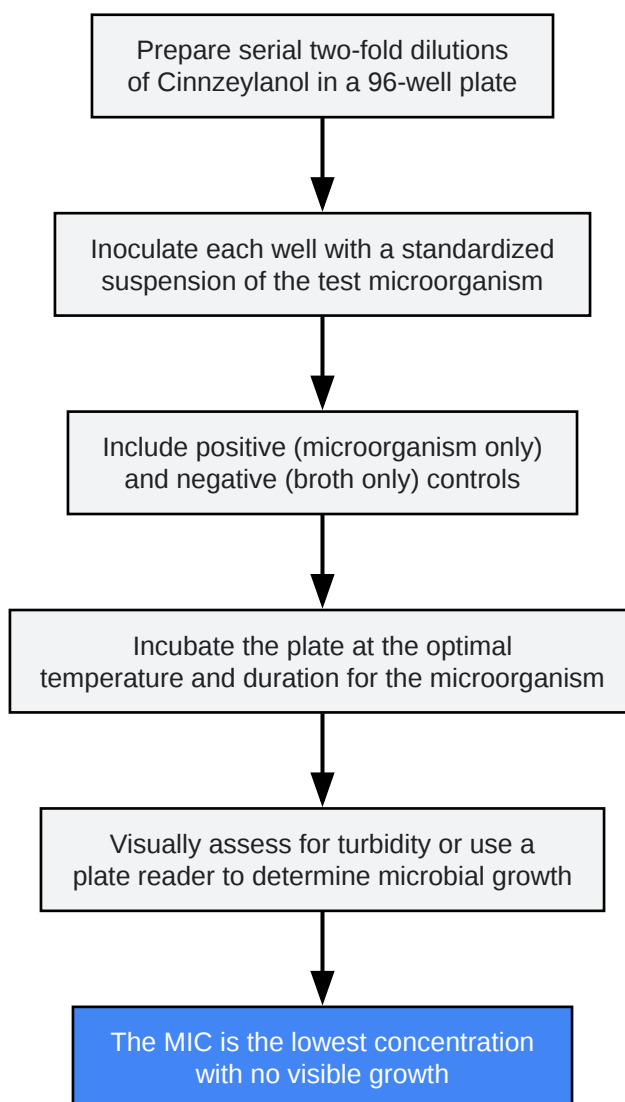 Prepare serial two-fold dilutions
of Cinnzeylanol in a 96-well plate
Inoculate each well with a standardized
suspension of the test microorganism
Include positive (microorganism only)
and negative (broth only) controls
Incubate the plate at the optimal
temperature and duration for the microorganism
Visually assess for turbidity or use a
plate reader to determine microbial growth
The MIC is the lowest concentration
with no visible growth